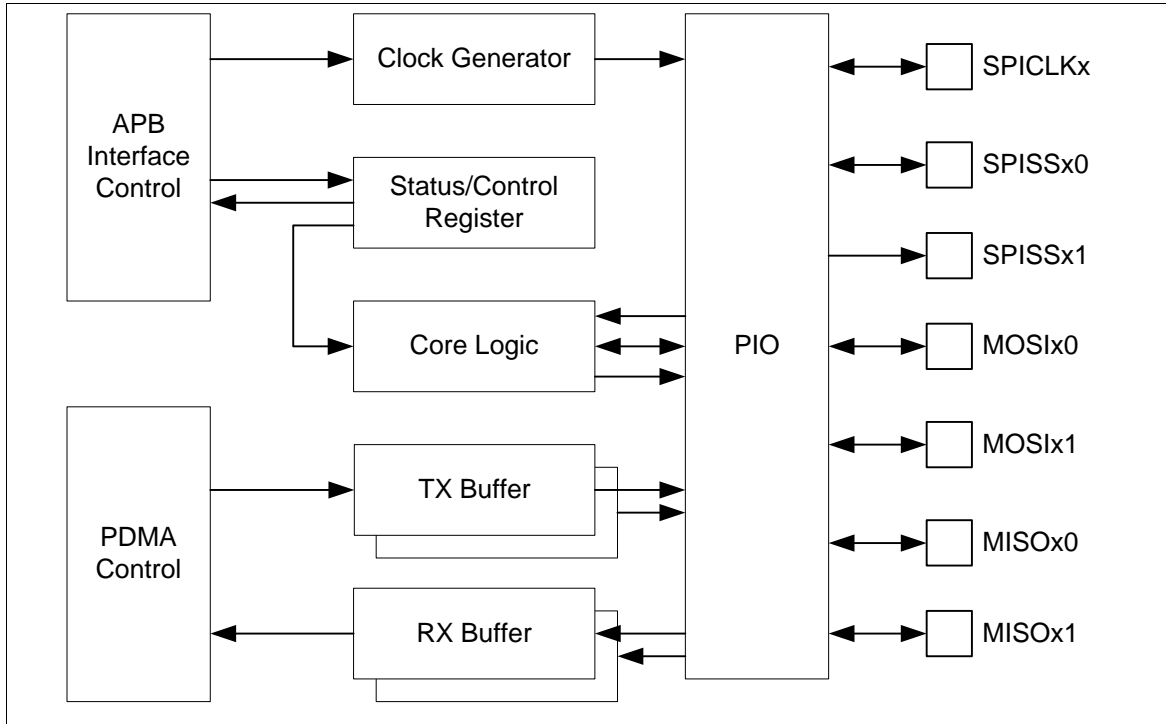 Clock Generator
SPICLKx
APB
Interface
Control
Status/Control
Register
SPISSx0
SPISSx1
Core Logic
PIO
MOSIx0
MOSIx1
TX Buffer
PDMA
Control
MISOx0
RX Buffer
MISOx1